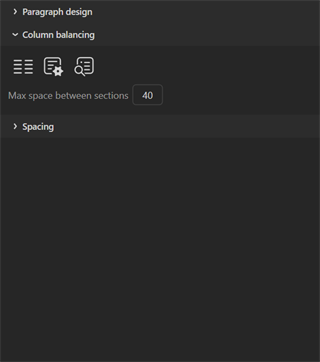 Paragraph design
Column balancing
Max space between sections 40
Spacing